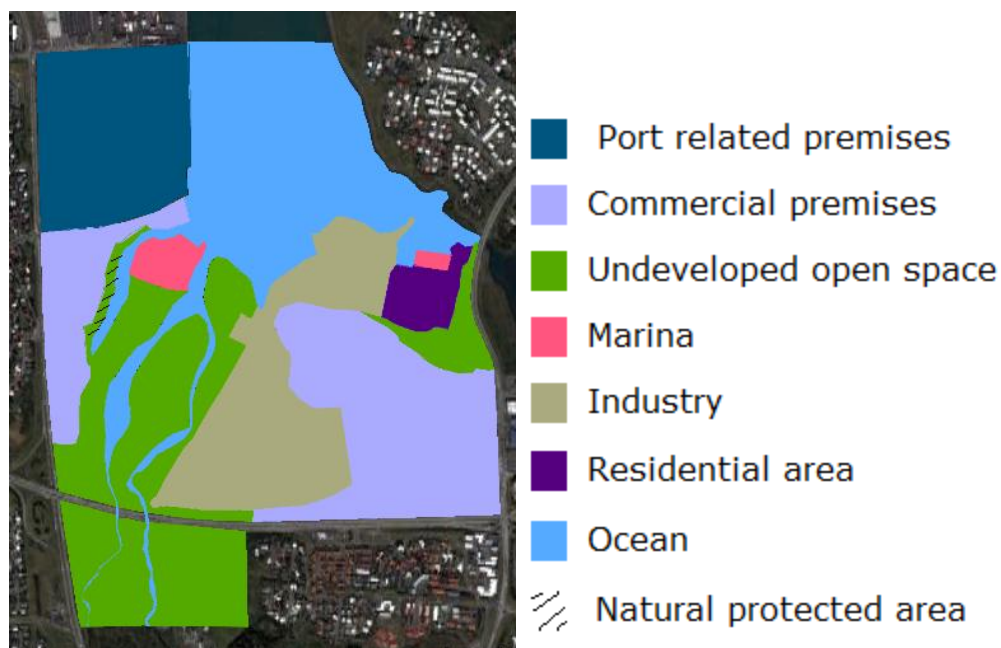 Port related premises
Commercial premises
Undeveloped open space
Marina
Industry
Residential area
Ocean
Natural protected area